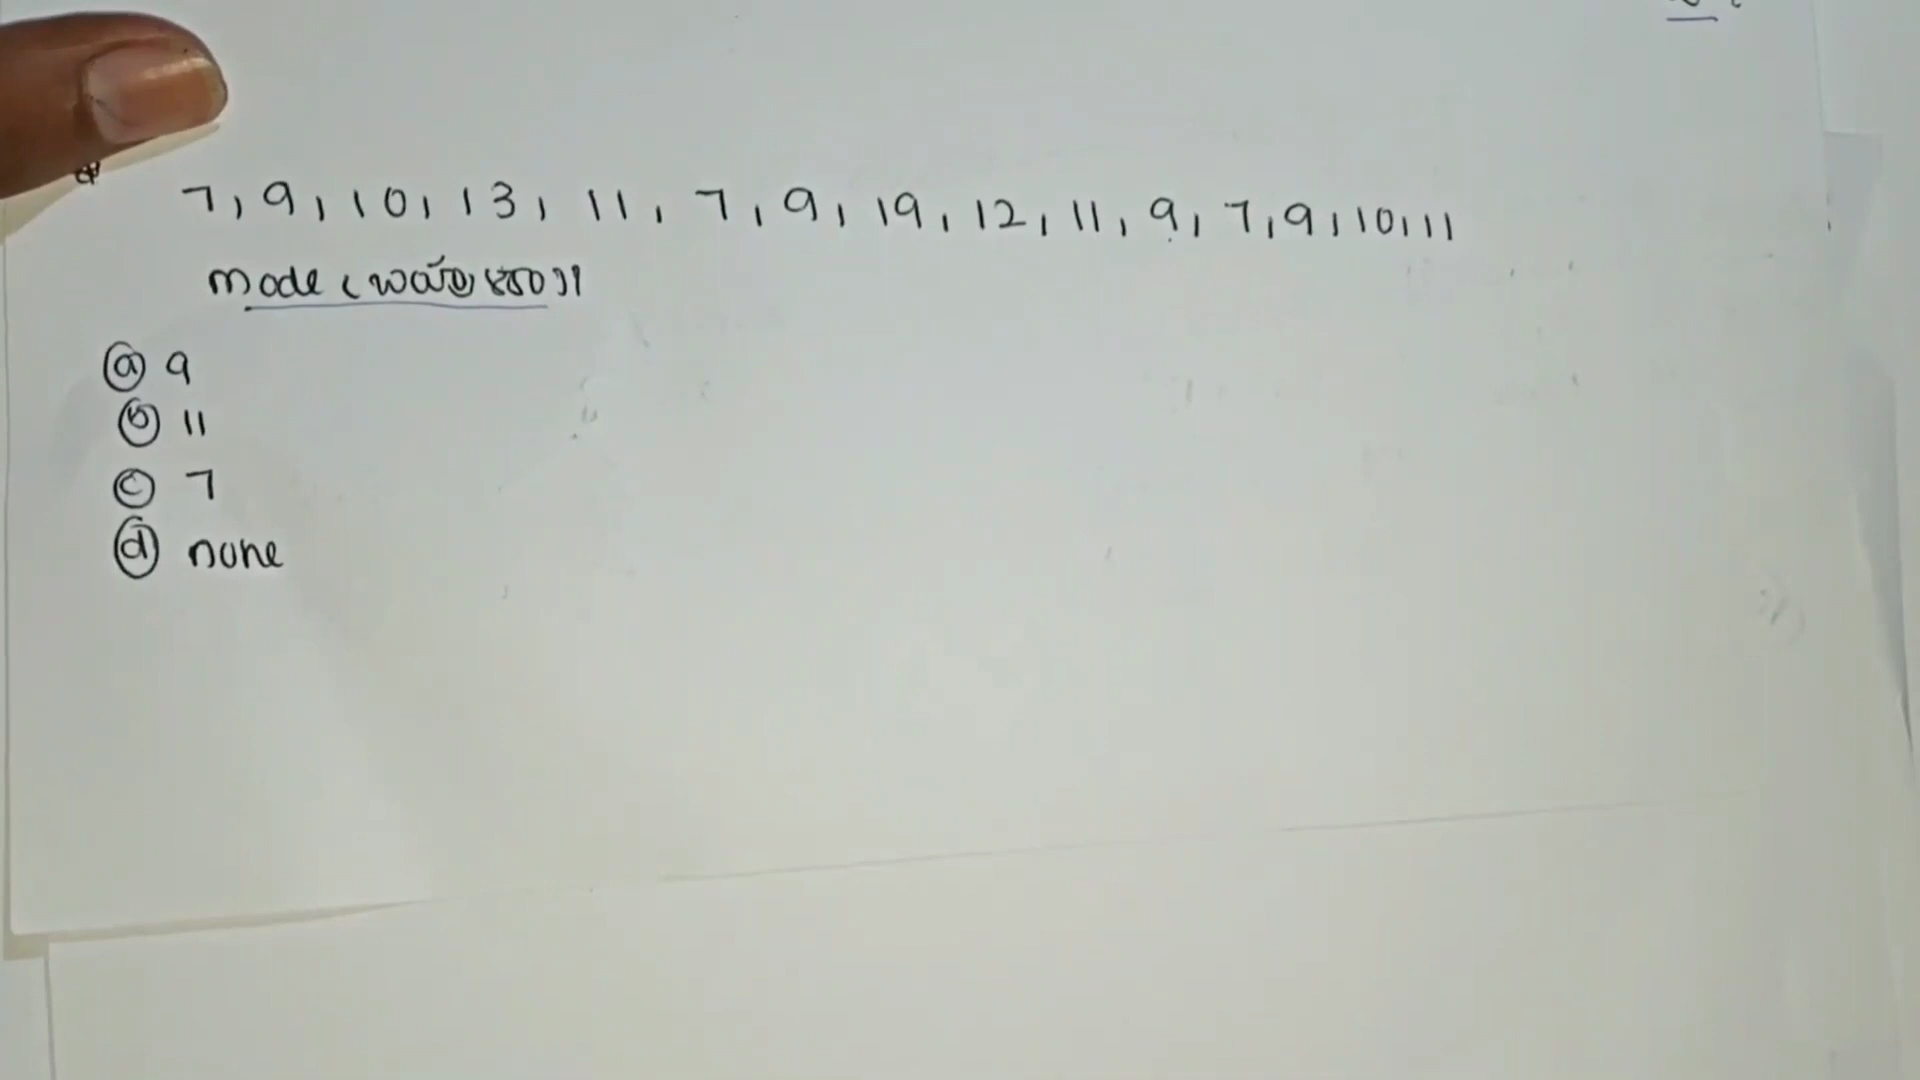 7, 9, 10, 13, 11, 7, 9, 19, 12, 11, 9, 7, 9, 10, 11
mode (
ⓐ 9
ⓑ 11
ⓒ 7
ⓓ none